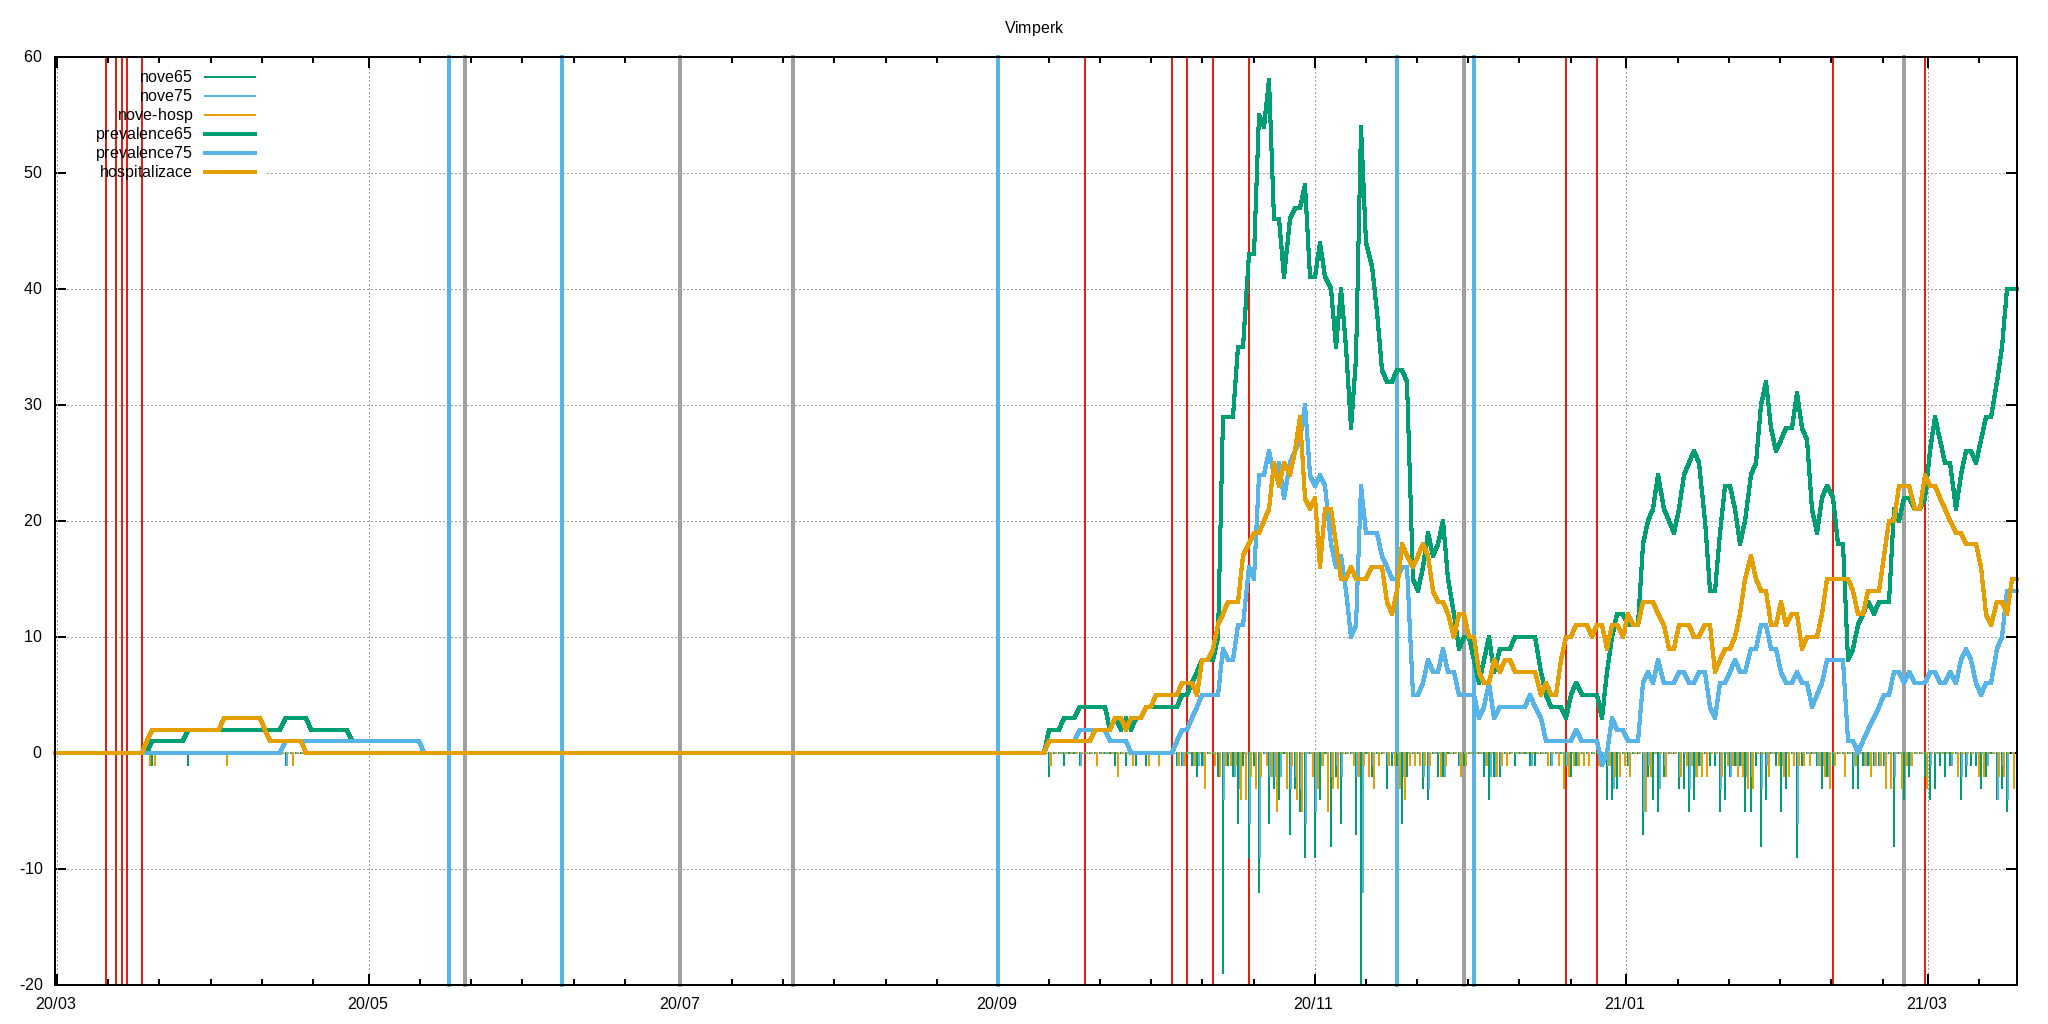 Vimperk
60
50
40
30
20
10
0
-10
-20
nove65
nove75
nove-hosp
prevalence65
prevalence75
hospitalizace
20/03 20/05 20/07 20/09 20/11 21/01 21/03